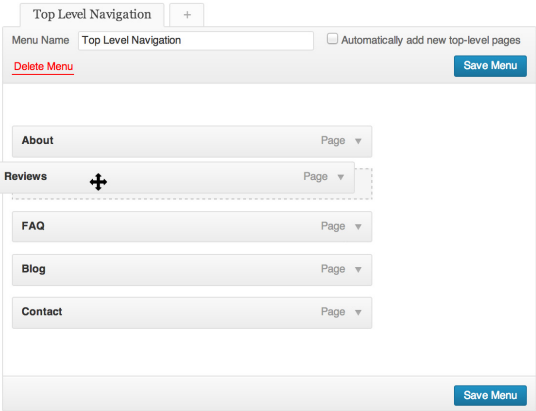 Top Level Navigation +
Menu Name Top Level Navigation Automatically add new top-level pages
Delete Menu Save Menu
About Page
Reviews Page
FAQ Page
Blog Page
Contact Page
Save Menu